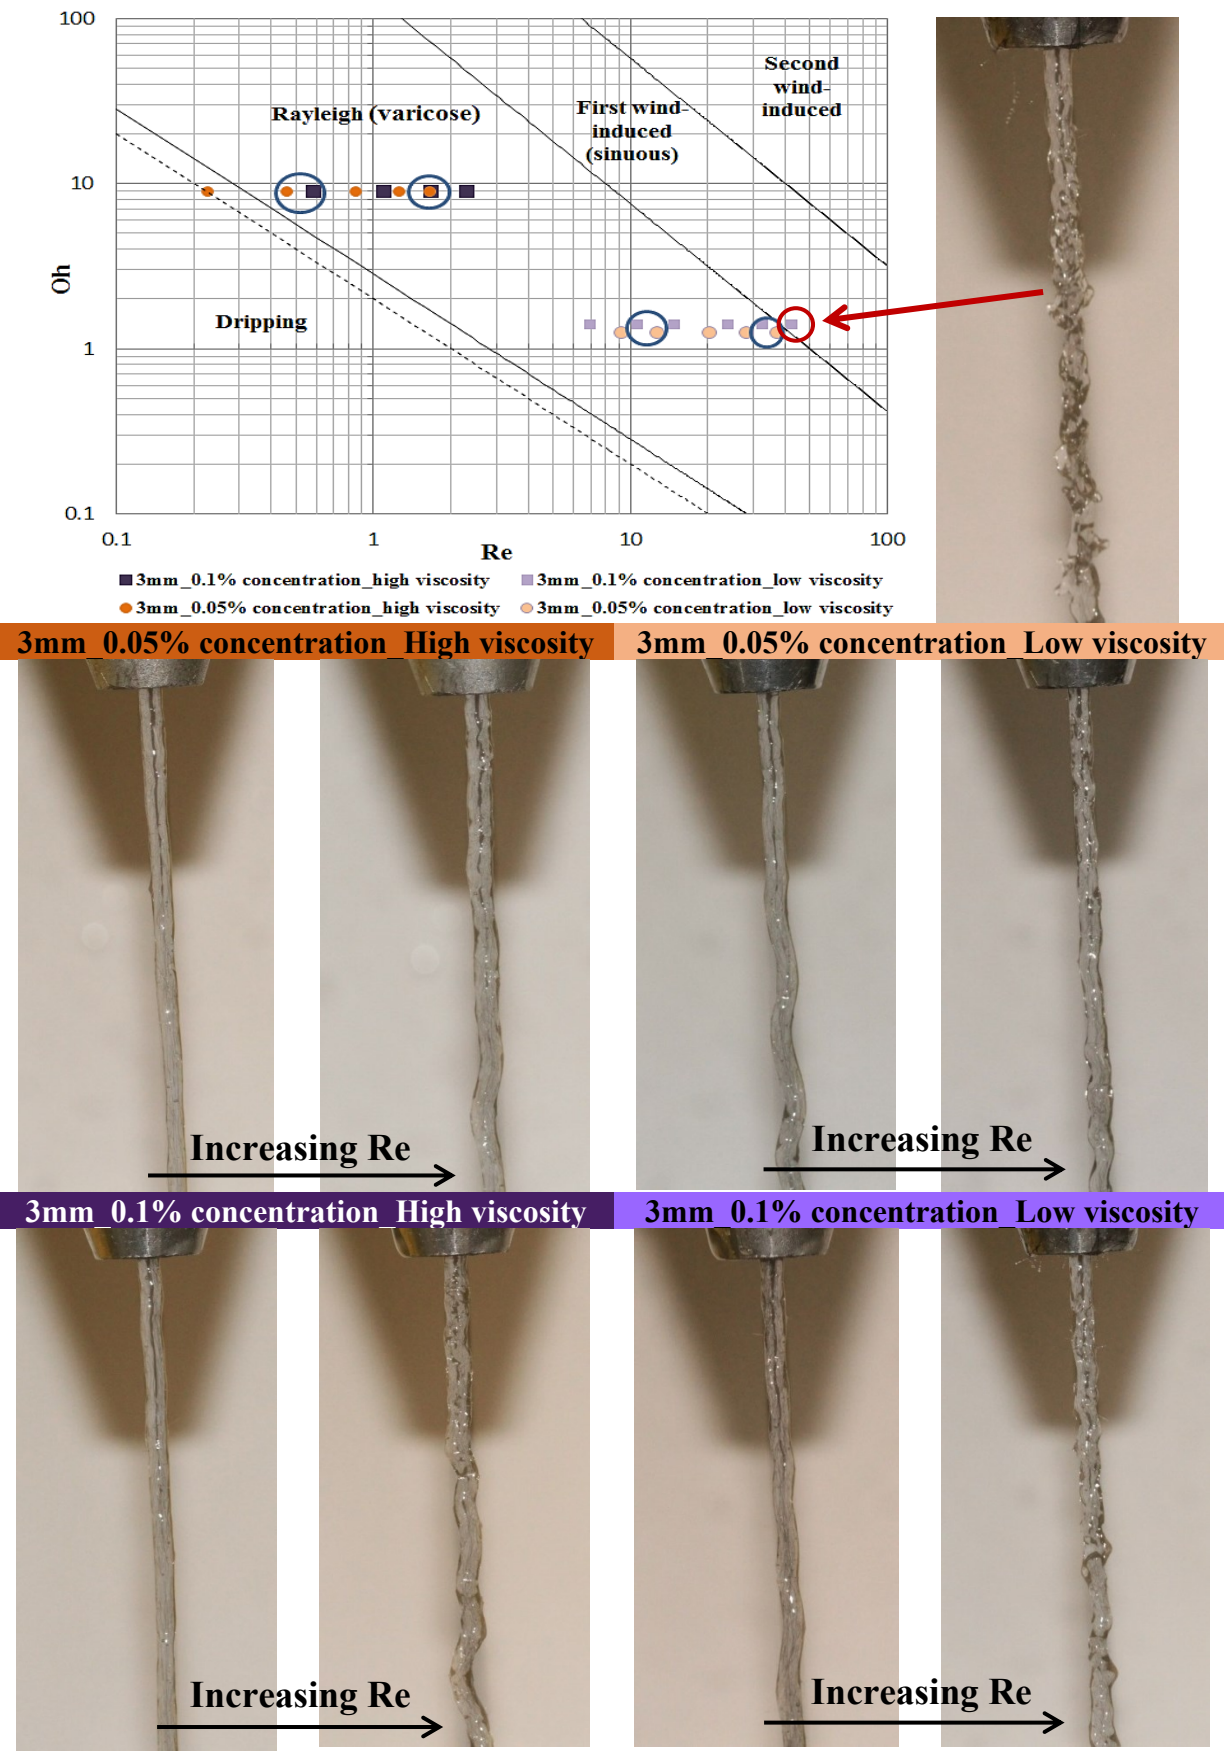 100
10
1
0.1
Oh
Rayleigh (varicose)
First wind-
induced
(sinuous)
Second
wind-
induced
Dripping
0.1
1
10
100
Re
3mm_0.1% concentration_high viscosity
3mm_0.1% concentration_low viscosity
3mm_0.05% concentration_high viscosity
3mm_0.05% concentration_low viscosity
3mm_0.05% concentration_High viscosity
3mm_0.05% concentration_Low viscosity
Increasing Re
Increasing Re
3mm_0.1% concentration_High viscosity
3mm_0.1% concentration_Low viscosity
Increasing Re
Increasing Re